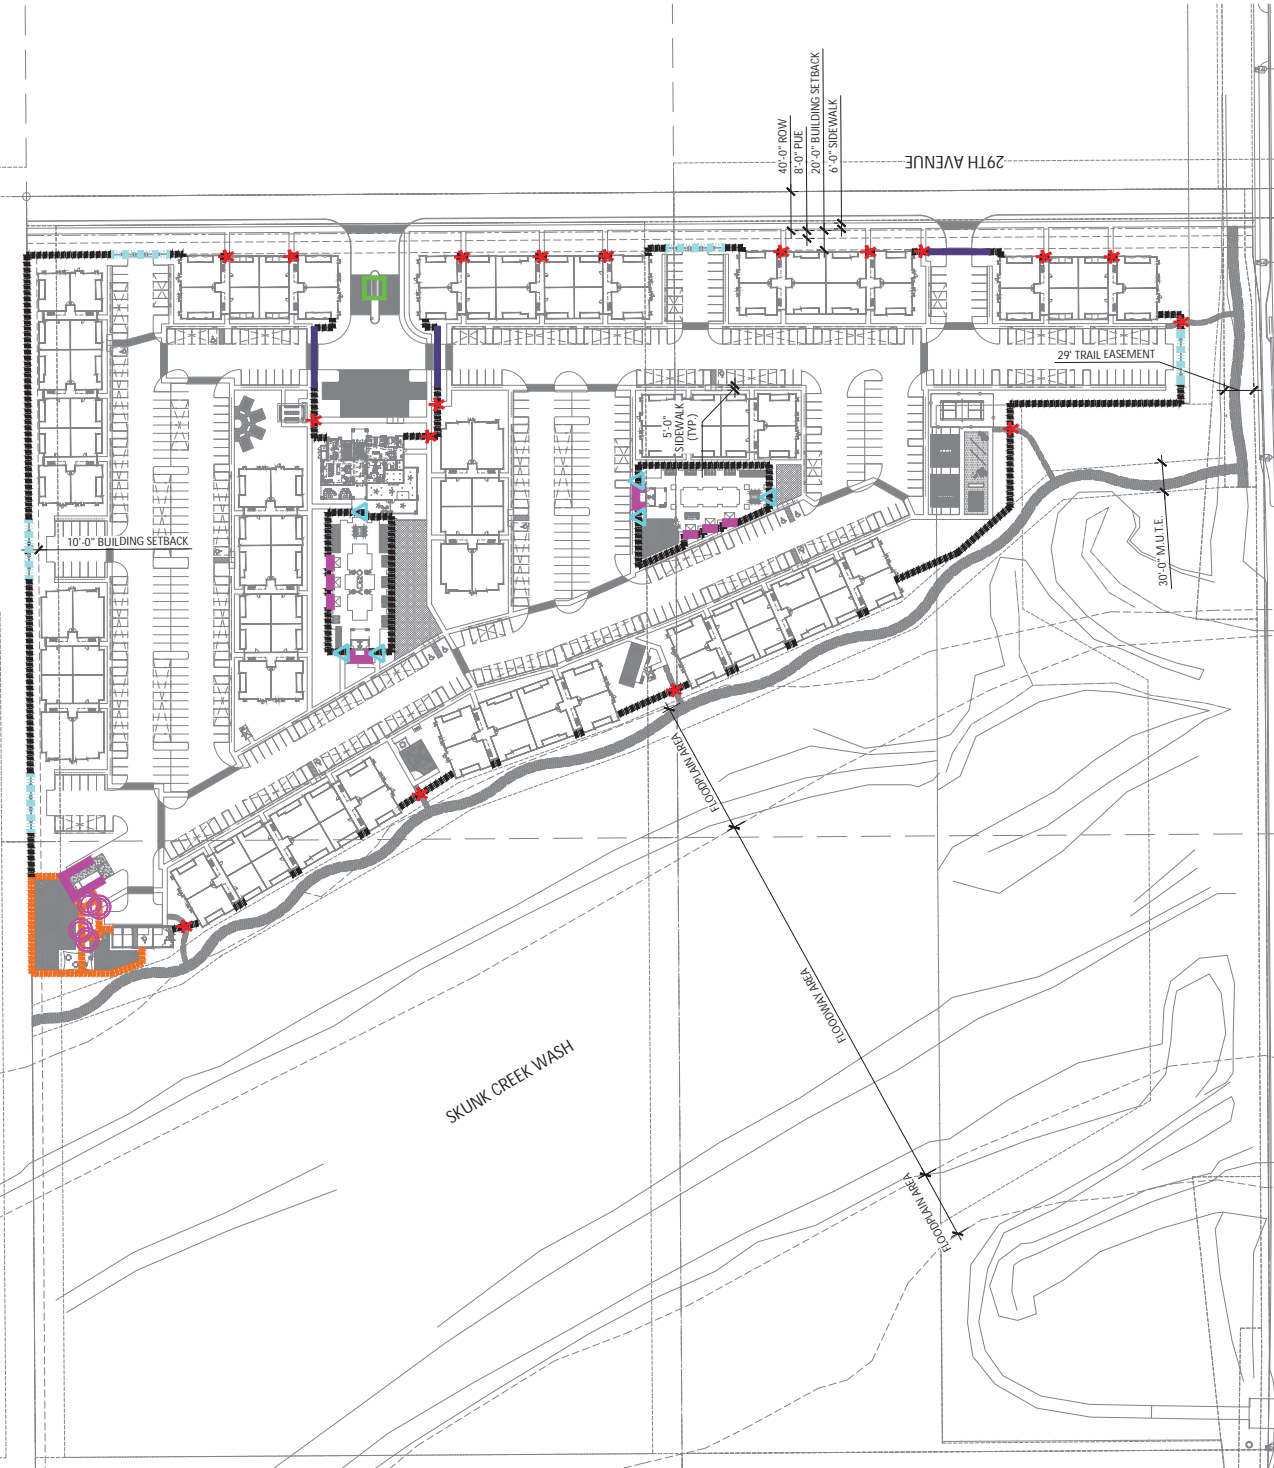 40'-0" ROW
8'-0" PUE
20'-0" BUILDING SETBACK
6'-0" SIDEWALK
29TH AVENUE
29' TRAIL EASEMENT
5'-0"
SIDEWALK
(TYP.)
10'-0" BUILDING SETBACK
30'-0" M.U.T.E.
FLOODPLAIN AREA
FLOODWAY AREA
SKUNK CREEK WASH
FLOODPLAIN AREA